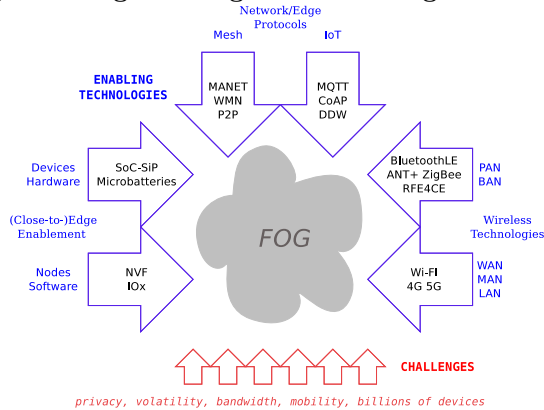 Network/Edge
Protocols
Mesh
IoT
ENABLING
TECHNOLOGIES
MANET
WMN
P2P
MQTT
CoAP
DDW
Devices
Hardware
SoC-SiP
Microbatteries
BluetoothLE
ANT+ ZigBee
RFE4CE
PAN
BAN
(Close-to-)Edge
Enablement
FOG
Wireless
Technologies
Nodes
Software
NVF
IOx
Wi-FI
4G 5G
WAN
MAN
LAN
CHALLENGES
privacy, volatility, bandwidth, mobility, billions of devices